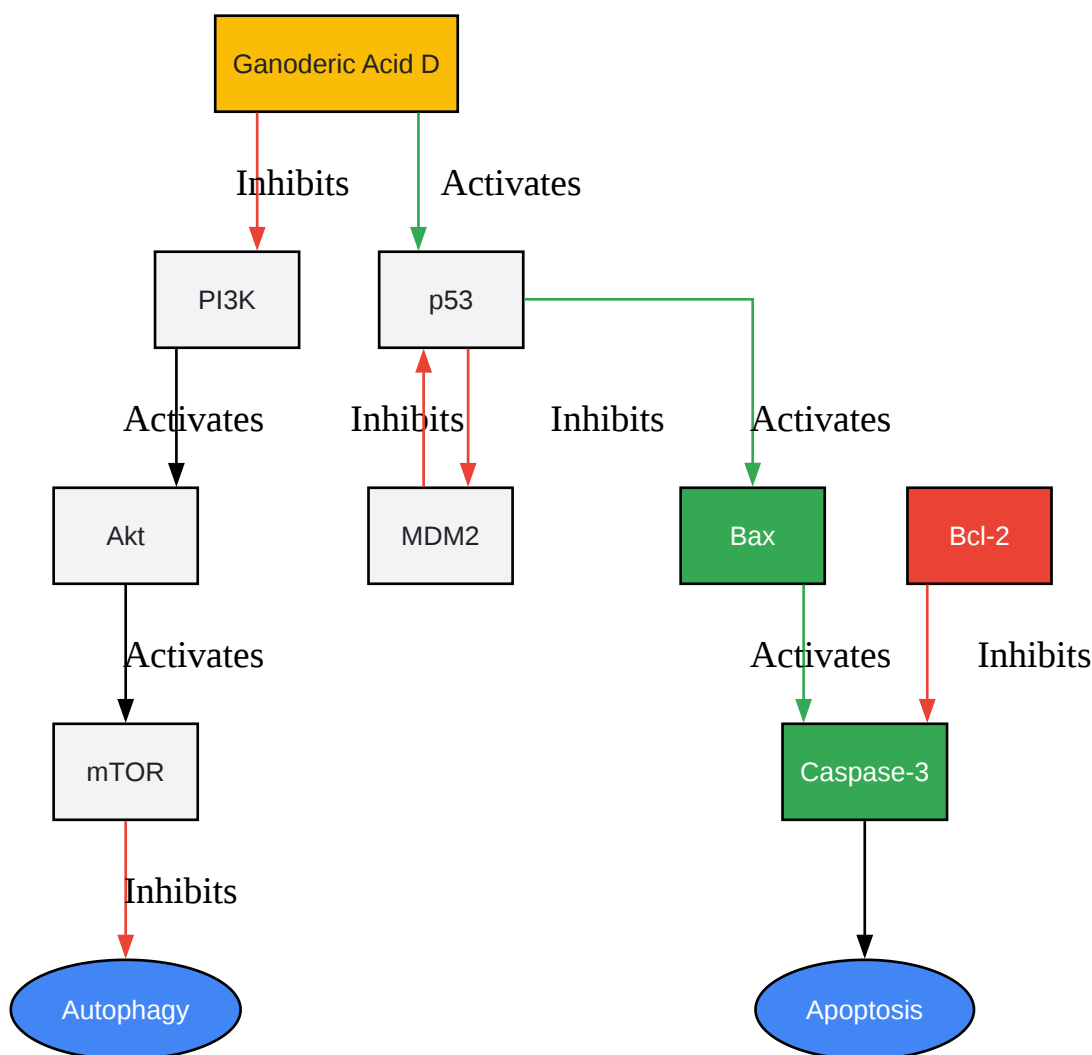 Ganoderic Acid D
Inhibits
Activates
PI3K
p53
Activates
Inhibits
Inhibits
Activates
Akt
MDM2
Bax
Bcl-2
Activates
Activates
Inhibits
mTOR
Caspase-3
Inhibits
Autophagy
Apoptosis